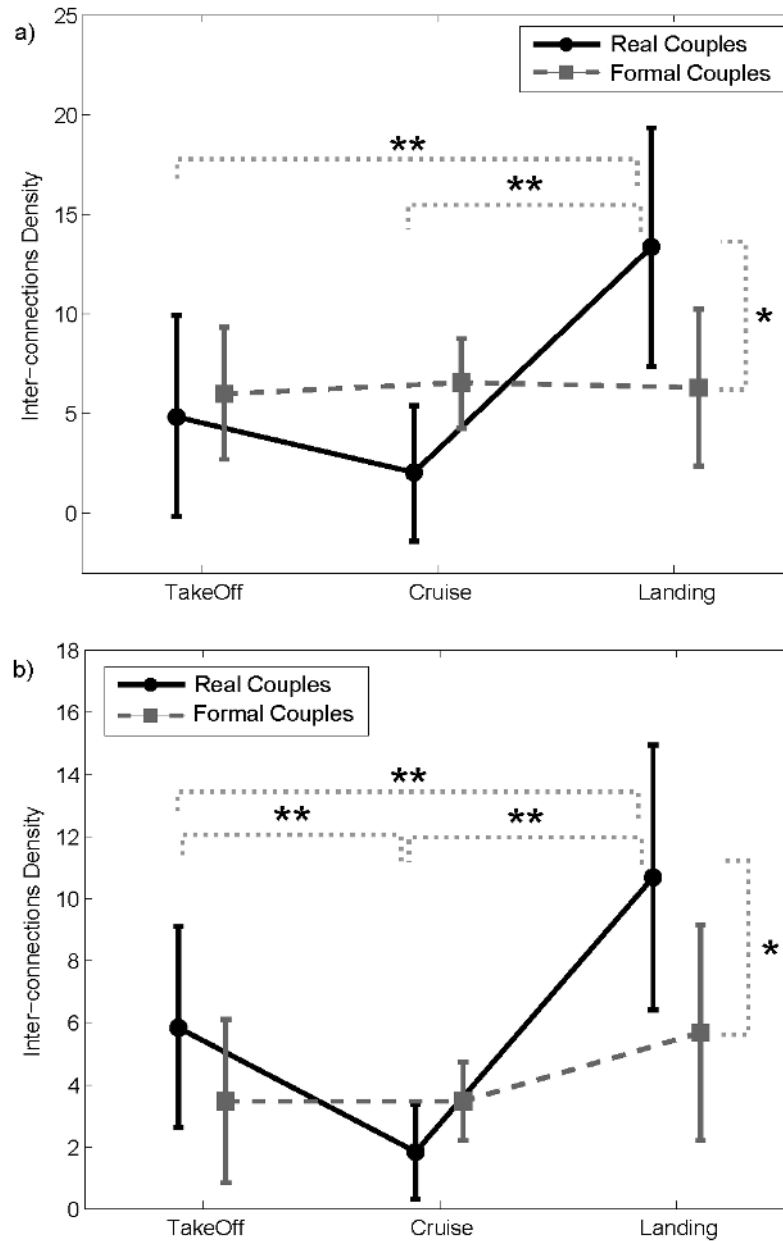 a)
25
20
15
10
5
0
Inter-connections Density
Real Couples
Formal Couples
**
**
*
TakeOff Cruise Landing
b)
18
16
14
12
10
8
6
4
2
0
Inter-connections Density
Real Couples
Formal Couples
**
**
**
*
TakeOff Cruise Landing